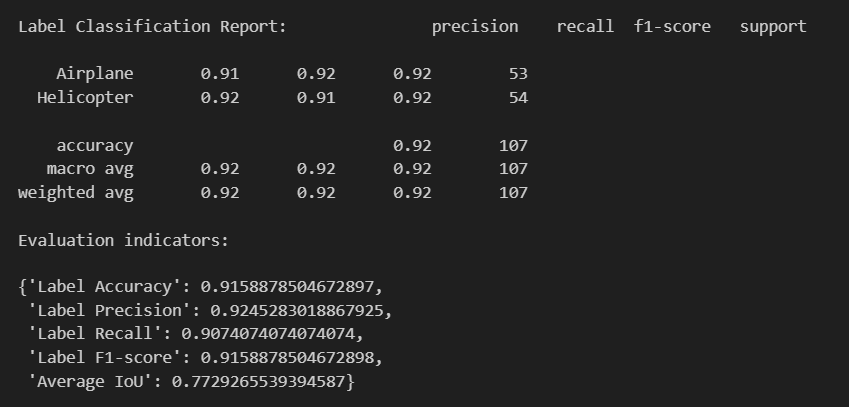 Label Classification Report:               precision    recall  f1-score   support

    Airplane       0.91      0.92      0.92        53
  Helicopter       0.92      0.91      0.92        54

    accuracy                           0.92       107
   macro avg       0.92      0.92      0.92       107
weighted avg       0.92      0.92      0.92       107

Evaluation indicators:

{'Label Accuracy': 0.9158878504672897,
 'Label Precision': 0.9245283018867925,
 'Label Recall': 0.9074074074074074,
 'Label F1-score': 0.9158878504672898,
 'Average IoU': 0.7729265539394587}